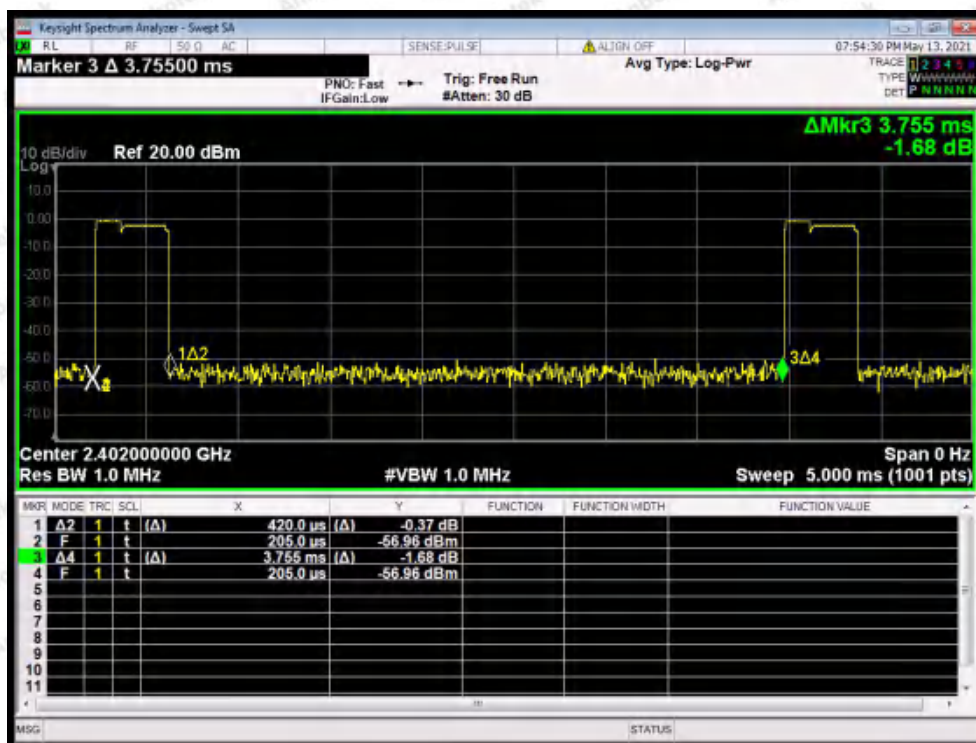 Keysight Spectrum Analyzer - Swept SA
RL RF 50 Ω AC SENSE:PULSE ALIGN OFF 07:54:30 PM May 13, 2021
Marker 3 Δ 3.75500 ms
PNO: Fast
IFGain:Low
Trig: Free Run
#Atten: 30 dB
Avg Type: Log-Pwr
TRACE 1 2 3 4 5 6
TYPE WWWWWW
DET P N N N N N
ΔMkr3 3.755 ms
-1.68 dB
10 dB/div Ref 20.00 dBm
Log
10.0
0.00
-10.0
-20.0
-30.0
-40.0
-50.0
-60.0
-70.0
1Δ2
3Δ4
Center 2.402000000 GHz Span 0 Hz
Res BW 1.0 MHz #VBW 1.0 MHz Sweep 5.000 ms (1001 pts)
MKR MODE TRC SCL X Y FUNCTION FUNCTION WIDTH FUNCTION VALUE
1 Δ2 1 t (Δ) 420.0 µs (Δ) -0.37 dB
2 F 1 t 205.0 µs -56.96 dBm
3 Δ4 1 t (Δ) 3.755 ms (Δ) -1.68 dB
4 F 1 t 205.0 µs -56.96 dBm
5
6
7
8
9
10
11
MSG STATUS